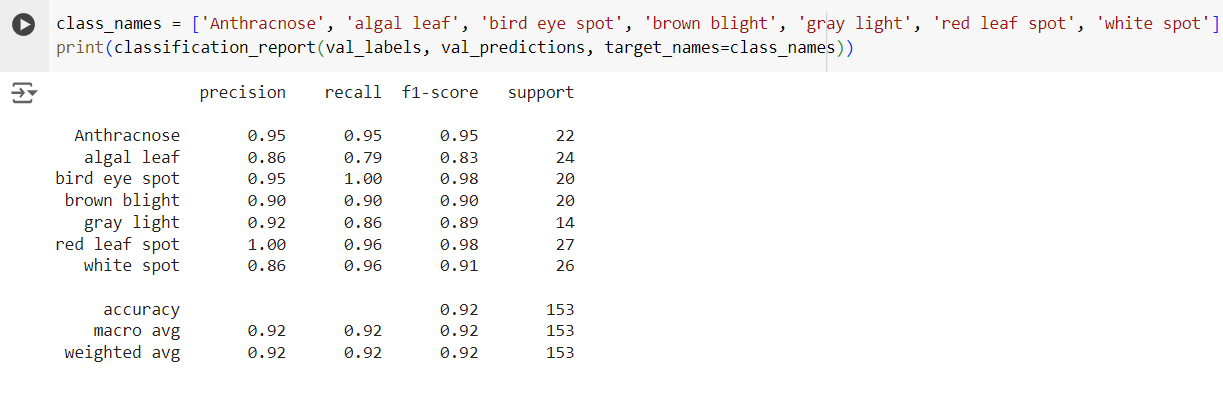 class_names = ['Anthracnose', 'algal leaf', 'bird eye spot', 'brown blight', 'gray light', 'red leaf spot', 'white spot']
print(classification_report(val_labels, val_predictions, target_names=class_names))
precision recall f1-score support
Anthracnose 0.95 0.95 0.95 22
algal leaf 0.86 0.79 0.83 24
bird eye spot 0.95 1.00 0.98 20
brown blight 0.90 0.90 0.90 20
gray light 0.92 0.86 0.89 14
red leaf spot 1.00 0.96 0.98 27
white spot 0.86 0.96 0.91 26
accuracy 0.92 153
macro avg 0.92 0.92 0.92 153
weighted avg 0.92 0.92 0.92 153